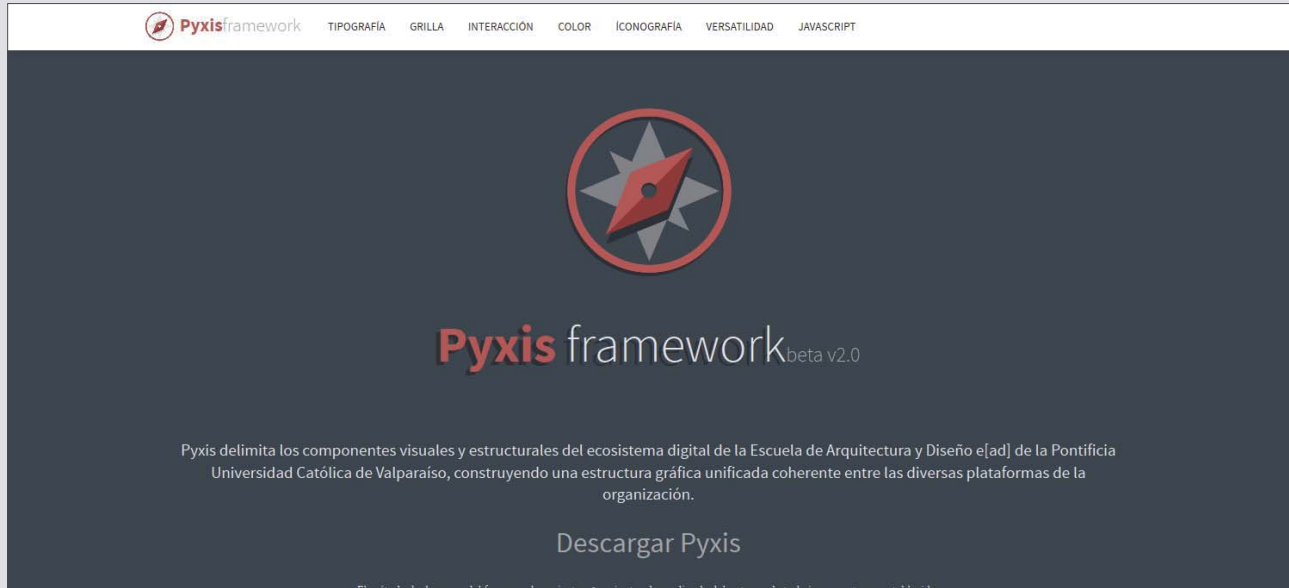 Pyxisframework TIPOGRAFÍA GRILLA INTERACCIÓN COLOR ÍCONOGRAFÍA VERSATILIDAD JAVASCRIPT
Pyxis framework beta v2.0
Pyxis delimita los componentes visuales y estructurales del ecosistema digital de la Escuela de Arquitectura y Diseño e[ad] de la Pontificia
Universidad Católica de Valparaíso, construyendo una estructura gráfica unificada coherente entre las diversas plataformas de la
organización.
Descargar Pyxis